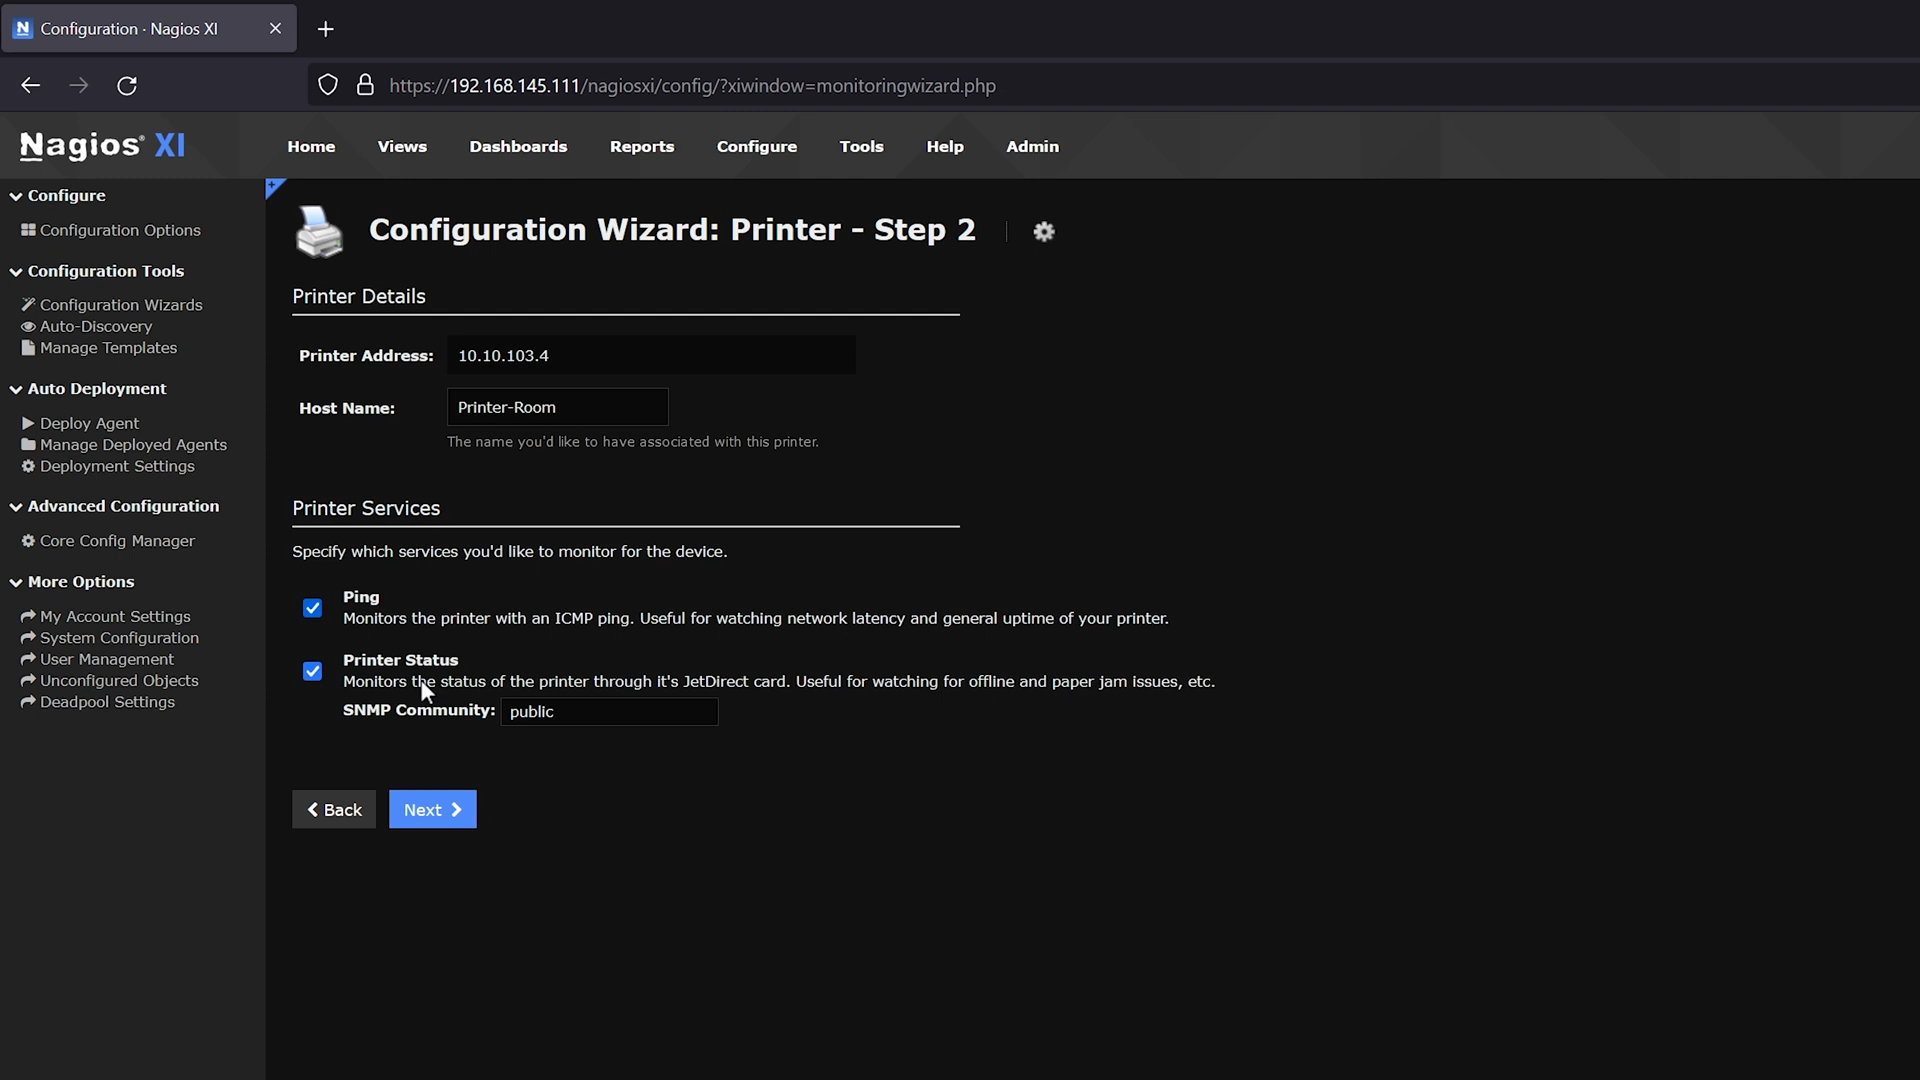 Configuration · Nagios XI
https://192.168.145.111/nagiosxi/config/?xiwindow=monitoringwizard.php
Nagios® XI
Home Views Dashboards Reports Configure Tools Help Admin
Configure
Configuration Options
Configuration Tools
Configuration Wizards
Auto-Discovery
Manage Templates
Auto Deployment
Deploy Agent
Manage Deployed Agents
Deployment Settings
Advanced Configuration
Core Config Manager
More Options
My Account Settings
System Configuration
User Management
Unconfigured Objects
Deadpool Settings
Configuration Wizard: Printer - Step 2
Printer Details
Printer Address: 10.10.103.4
Host Name: Printer-Room
The name you'd like to have associated with this printer.
Printer Services
Specify which services you'd like to monitor for the device.
Ping
Monitors the printer with an ICMP ping. Useful for watching network latency and general uptime of your printer.
Printer Status
Monitors the status of the printer through it's JetDirect card. Useful for watching for offline and paper jam issues, etc.
SNMP Community: public
Back Next